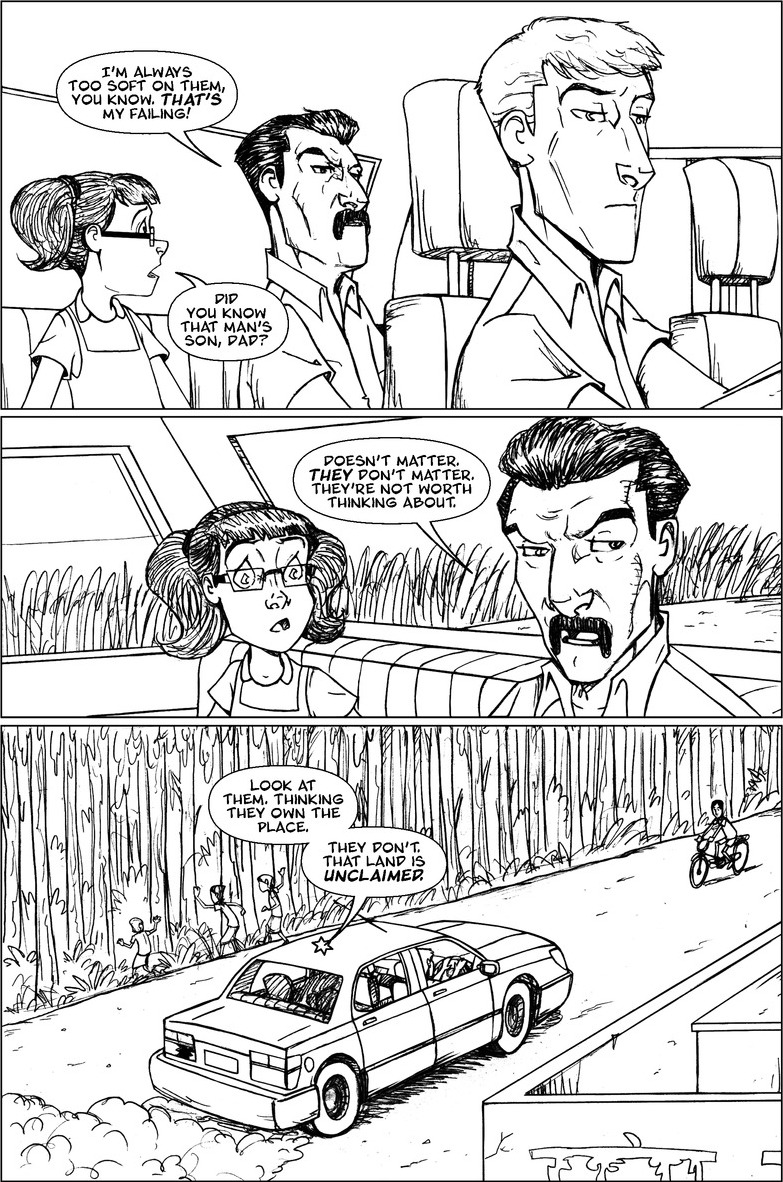 I'M ALWAYS
TOO SOFT ON THEM,
YOU KNOW. THAT'S
MY FAILING!
DID
YOU KNOW
THAT MAN'S
SON, DAD?
DOESN'T MATTER.
THEY DON'T MATTER.
THEY'RE NOT WORTH
THINKING ABOUT.
LOOK AT
THEM. THINKING
THEY OWN THE
PLACE.
THEY DON'T.
THAT LAND IS
UNCLAIMED.